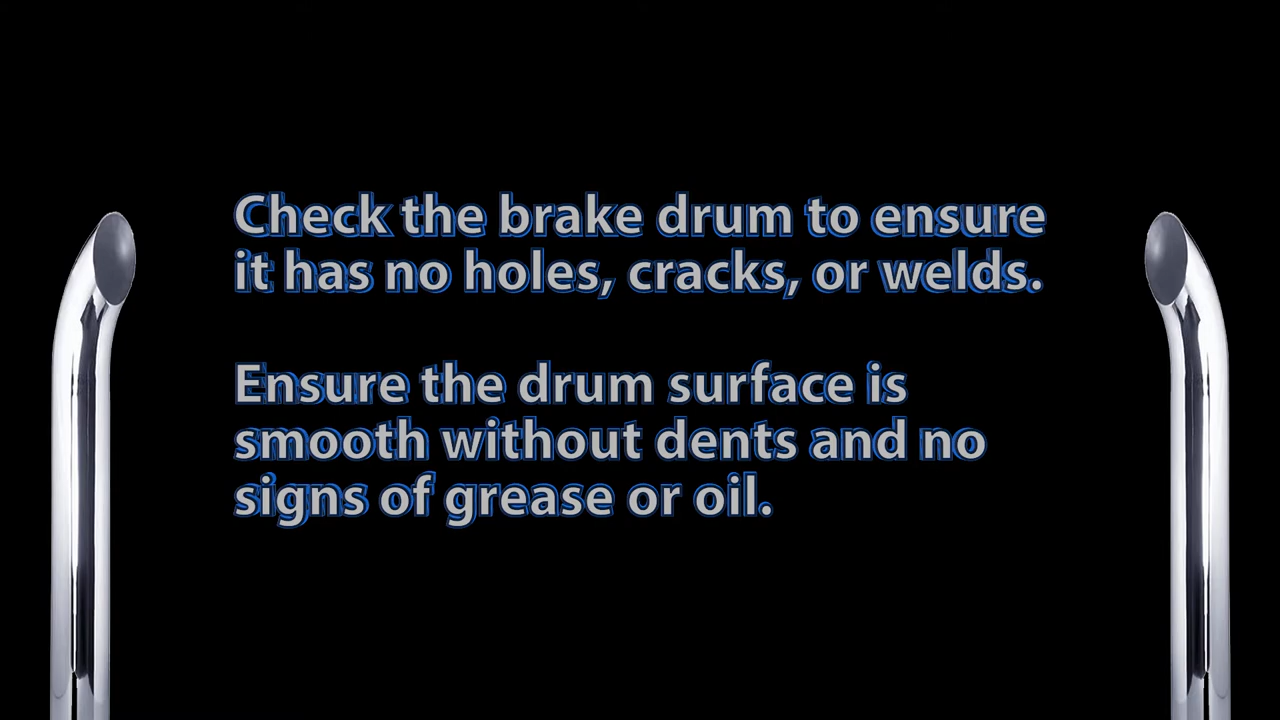 Check the brake drum to ensure
it has no holes, cracks, or welds.
Ensure the drum surface is
smooth without dents and no
signs of grease or oil.